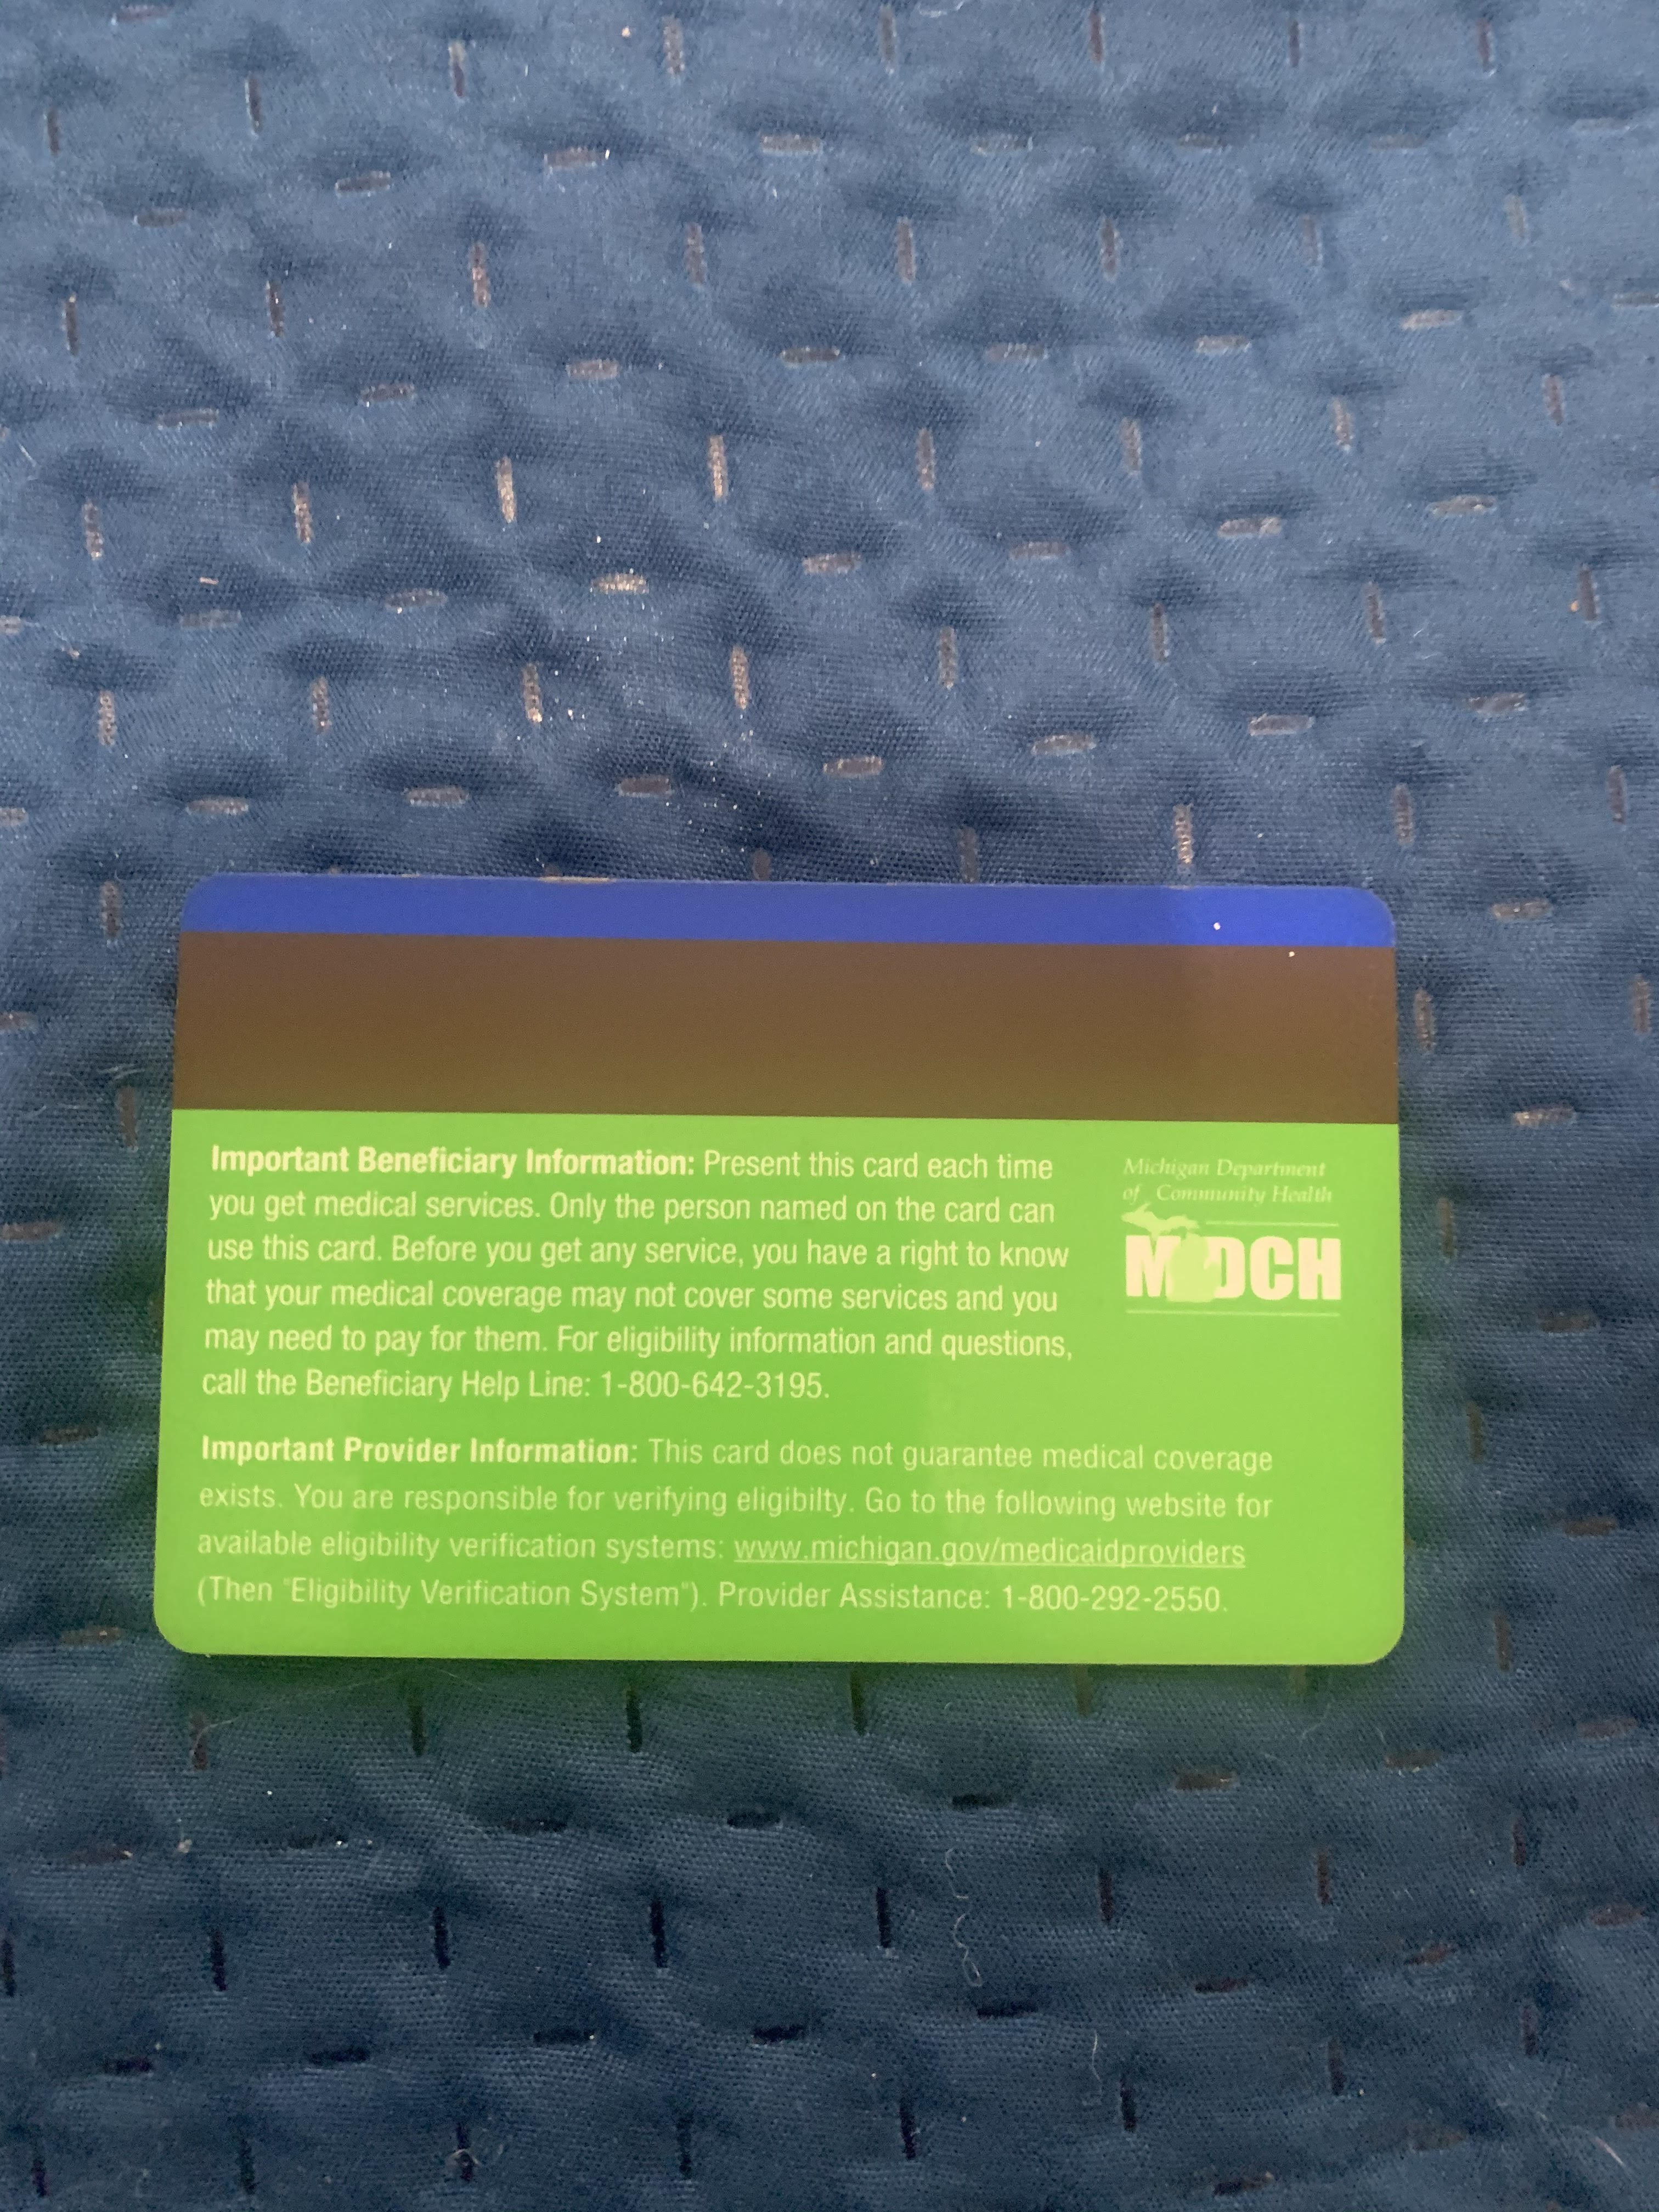 Important Beneficiary Information: Present this card each time
you get medical services. Only the person named on the card can
use this card. Before you get any service, you have a right to know
that your medical coverage may not cover some services and you
may need to pay for them. For eligibility information and questions,
call the Beneficiary Help Line: 1-800-642-3195.
Michigan Department
of Community Health
MDCH
Important Provider Information: This card does not guarantee medical coverage
exists. You are responsible for verifying eligibilty. Go to the following website for
available eligibility verification systems: www.michigan.gov/medicaidproviders
(Then "Eligibility Verification System"). Provider Assistance: 1-800-292-2550.